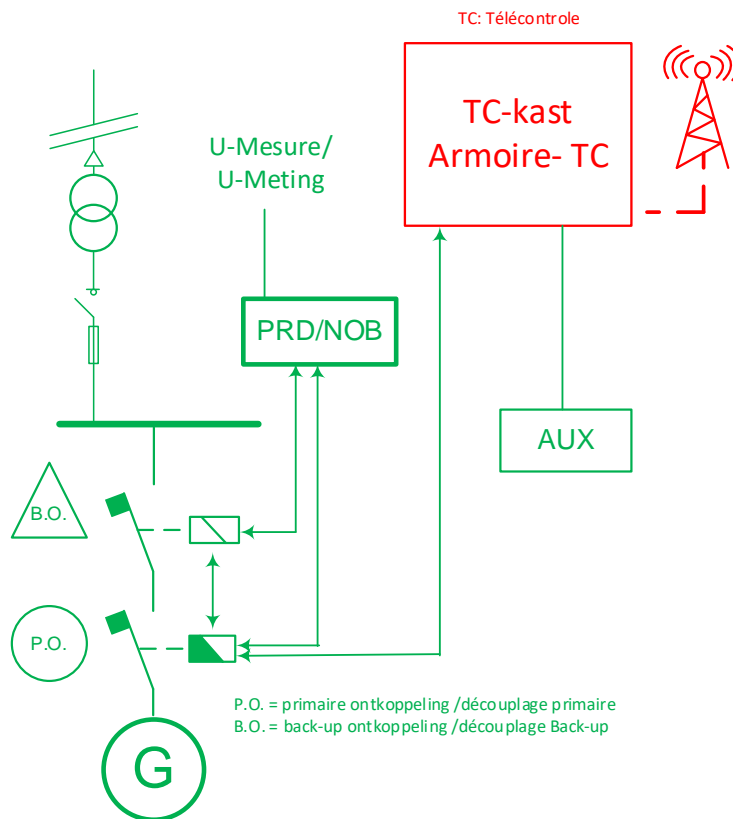 TC: Télécontrole
TC-kast
Armoire- TC
U-Mesure/
U-Meting
PRD/NOB
AUX
B.O.
P.O.
P.O. = primaire ontkoppeling /découplage primaire
B.O. = back-up ontkoppeling /découplage Back-up
G